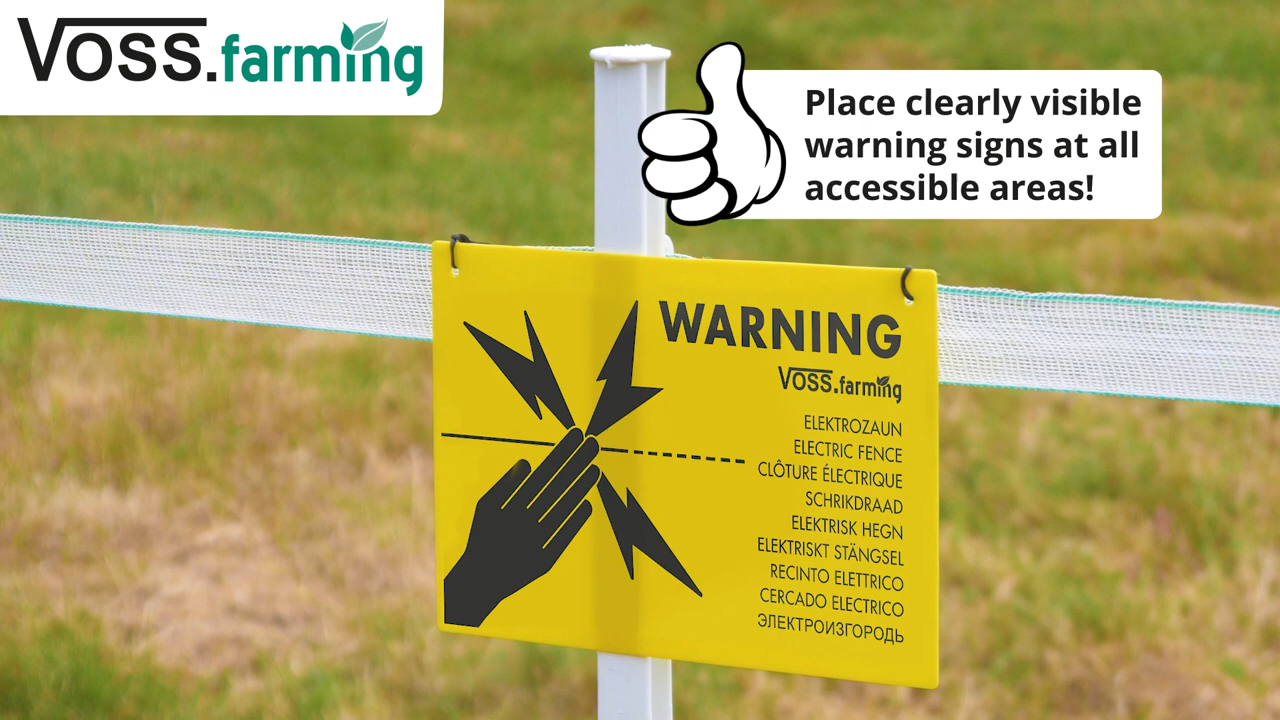 VOSS.farming
Place clearly visible
warning signs at all
accessible areas!
WARNING
VOSS.farming
ELEKTROZAUN
ELECTRIC FENCE
CLÔTURE ÉLECTRIQUE
SCHRIKDRAAD
ELEKTRISK HEGN
ELEKTRISKT STÄNGSEL
RECINTO ELETTRICO
CERCADO ELECTRICO
ЭЛЕКТРОИЗГОРОДЬ